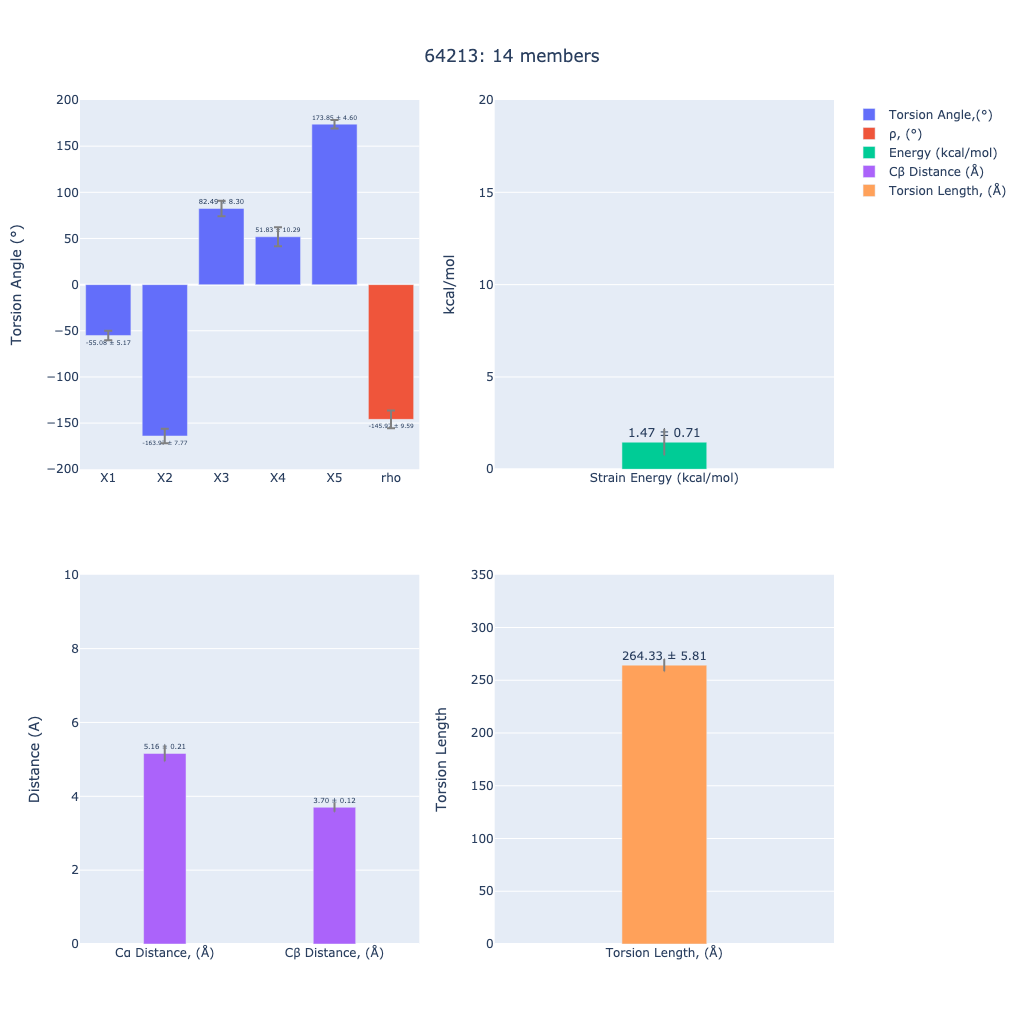 64213: 14 members
Torsion Angle (°)
200
150
100
50
0
−50
−100
−150
−200
173.85 ± 4.60
82.49 ± 8.30
51.83 ± 10.29
-55.08 ± 5.17
± 7.77
± 9.59
X1 X2 X3 X4 X5 rho
kcal/mol
20
15
10
5
0
1.47 ± 0.71
Strain Energy (kcal/mol)
Torsion Angle,(°)
ρ, (°)
Energy (kcal/mol)
Cβ Distance (Å)
Torsion Length, (Å)
Distance (A)
10
8
6
4
2
0
5.16 ± 0.21
3.70 ± 0.12
Cα Distance, (Å) Cβ Distance, (Å)
Torsion Length
350
300
250
200
150
100
50
0
264.33 ± 5.81
Torsion Length, (Å)